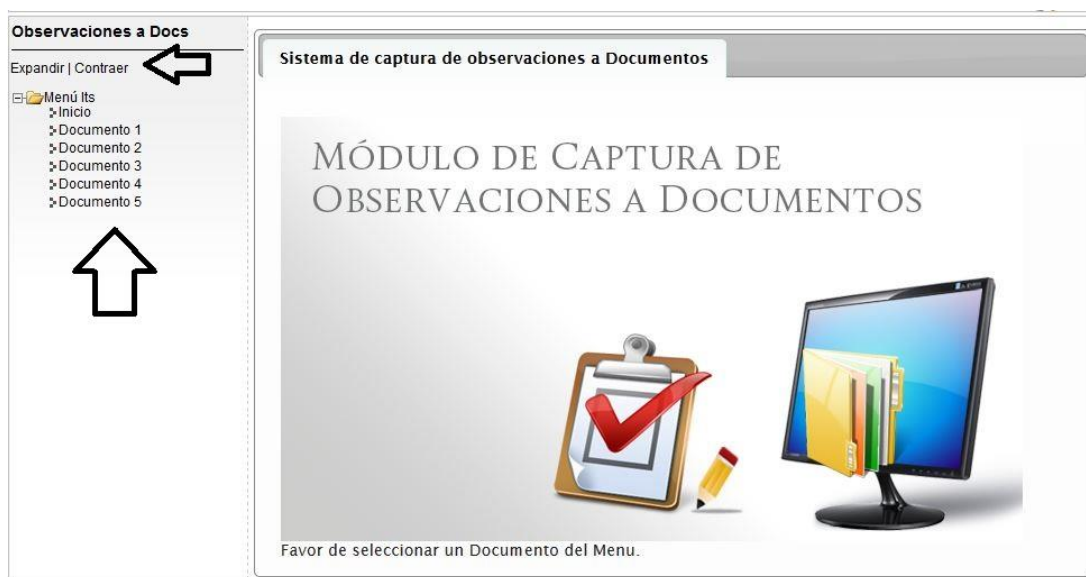 Observaciones a Docs
Expandir | Contraer
Menú Its
Inicio
Documento 1
Documento 2
Documento 3
Documento 4
Documento 5
Sistema de captura de observaciones a Documentos
MÓDULO DE CAPTURA DE
OBSERVACIONES A DOCUMENTOS
Favor de seleccionar un Documento del Menu.